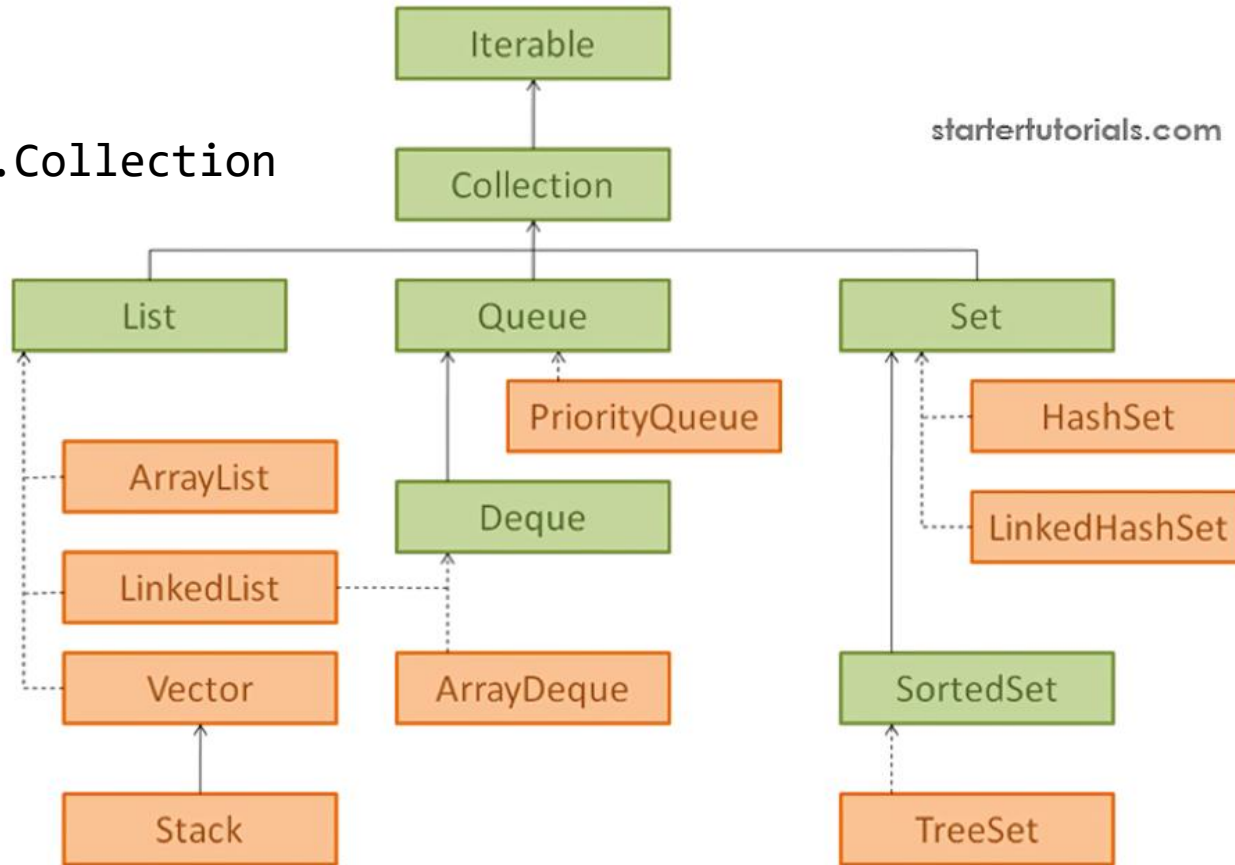 Iterable
startertutorials.com
.Collection
Collection
List
Queue
Set
PriorityQueue
HashSet
ArrayList
Deque
LinkedHashSet
LinkedList
Vector
ArrayDeque
SortedSet
Stack
TreeSet